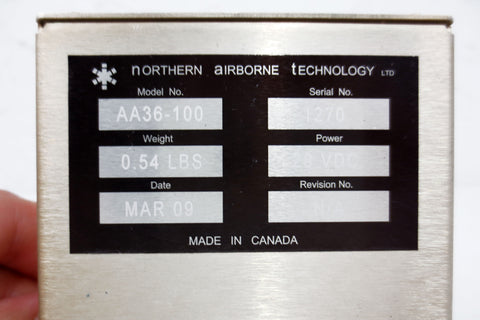 nORTHERN aIRBORNE tECHNOLOGY LTD
Model No. Serial No.
AA36-100 1270
Weight Power
0.54 LBS 28 VDC
Date Revision No.
MAR 09
MADE IN CANADA